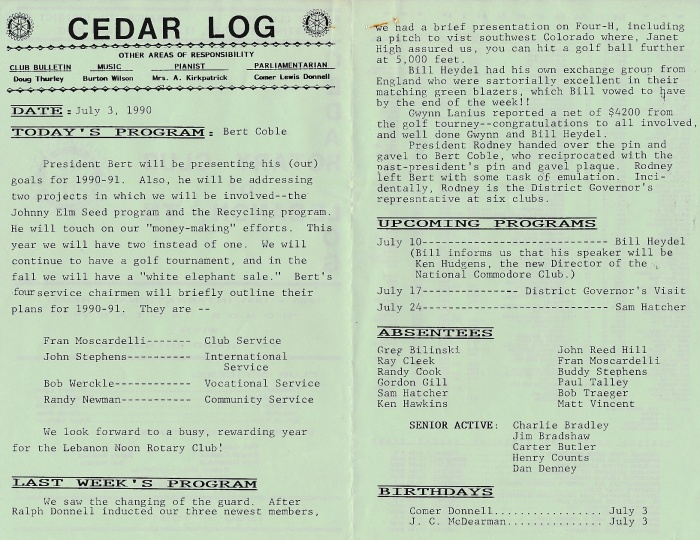 CEDAR LOG
OTHER AREAS OF RESPONSIBILITY
CLUB BULLETIN MUSIC PIANIST PARLIAMENTARIAN
Doug Thurley Burton Wilson Mrs. A. Kirkpatrick Comer Lewis Donnell
DATE: July 3, 1990
TODAY'S PROGRAM: Bert Coble
President Bert will be presenting his (our)
goals for 1990-91. Also, he will be addressing
two projects in which we will be involved--the
Johnny Elm Seed program and the Recycling program.
He will touch on our "money-making" efforts. This
year we will have two instead of one. We will
continue to have a golf tournament, and in the
fall we will have a "white elephant sale." Bert's
four service chairmen will briefly outline their
plans for 1990-91. They are --
Fran Moscardelli------- Club Service
John Stephens---------- International
Service
Bob Werckle----------- Vocational Service
Randy Newman---------- Community Service
We look forward to a busy, rewarding year
for the Lebanon Noon Rotary Club!
LAST WEEK'S PROGRAM
We saw the changing of the guard. After
Ralph Donnell inducted our three newest members,
we had a brief presentation on Four-H, including
a pitch to vist southwest Colorado where, Janet
High assured us, you can hit a golf ball further
at 5,000 feet.
Bill Heydel had his own exchange group from
England who were sartorially excellent in their
matching green blazers, which Bill vowed to have
by the end of the week!!
Gwynn Lanius reported a net of $4200 from
the golf tourney--congratulations to all involved,
and well done Gwynn and Bill Heydel.
President Rodney handed over the pin and
gavel to Bert Coble, who reciprocated with the
past-president's pin and gavel plaque. Rodney
left Bert with some task of emulation. Inci-
dentally, Rodney is the District Governor's
represntative at six clubs.
UPCOMING PROGRAMS
July 10-------------------------- Bill Heydel
(Bill informs us that his speaker will be
Ken Hudgens, the new Director of the
National Commodore Club.)
July 17-------------- District Governor's Visit
July 24-------------------------- Sam Hatcher
ABSENTEES
Greg Bilinski John Reed Hill
Ray Cleek Fran Moscardelli
Randy Cook Buddy Stephens
Gordon Gill Paul Talley
Sam Hatcher Bob Traeger
Ken Hawkins Matt Vincent
SENIOR ACTIVE: Charlie Bradley
Jim Bradshaw
Carter Butler
Henry Counts
Dan Denney
BIRTHDAYS
Comer Donnell................ July 3
J. C. McDearman.............. July 3